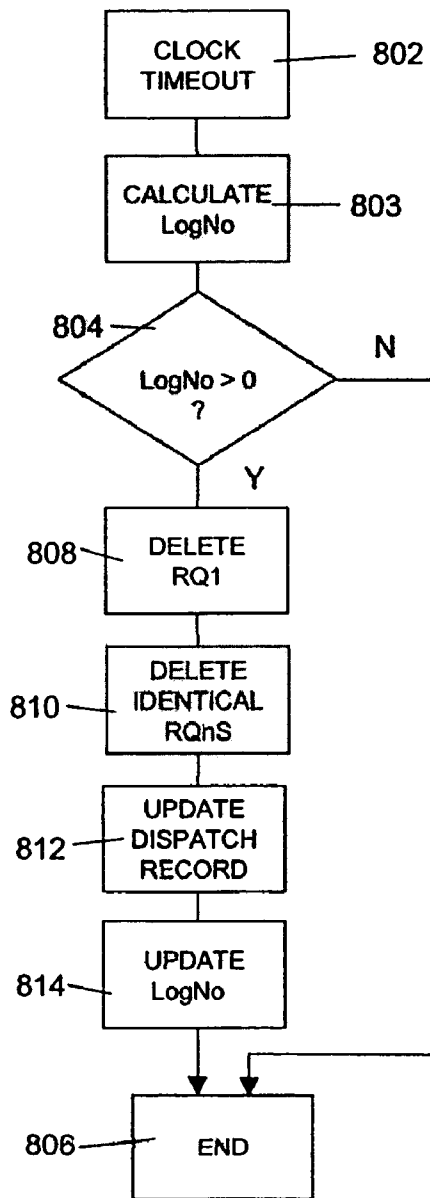 CLOCK
TIMEOUT
802
CALCULATE
LogNo
803
804
LogNo > 0
?
N
Y
808
DELETE
RQ1
810
DELETE
IDENTICAL
RQnS
812
UPDATE
DISPATCH
RECORD
814
UPDATE
LogNo
806
END